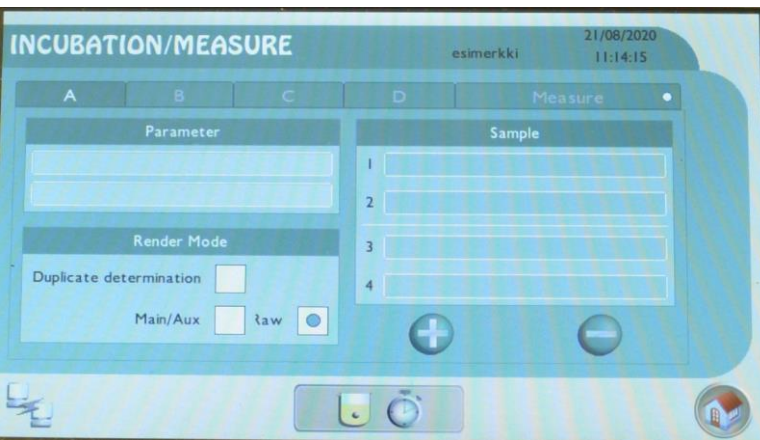 INCUBATION/MEASURE
esimerkki
21/08/2020
11:14:15
A B C D Measure
Parameter
Sample
1
2
Render Mode
3
Duplicate determination
4
Main/Aux Raw